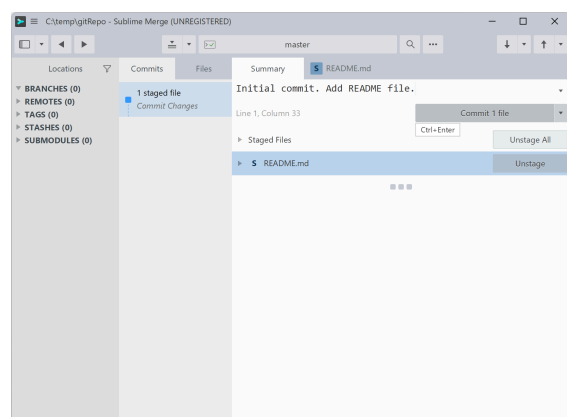 C:\temp\gitRepo - Sublime Merge (UNREGISTERED)
master
Locations
Commits
Files
Summary
S README.md
BRANCHES (0)
REMOTES (0)
TAGS (0)
STASHES (0)
SUBMODULES (0)
1 staged file
Commit Changes
Initial commit. Add README file.
Line 1, Column 33
Commit 1 file
Ctrl+Enter
Staged Files
Unstage All
S README.md
Unstage